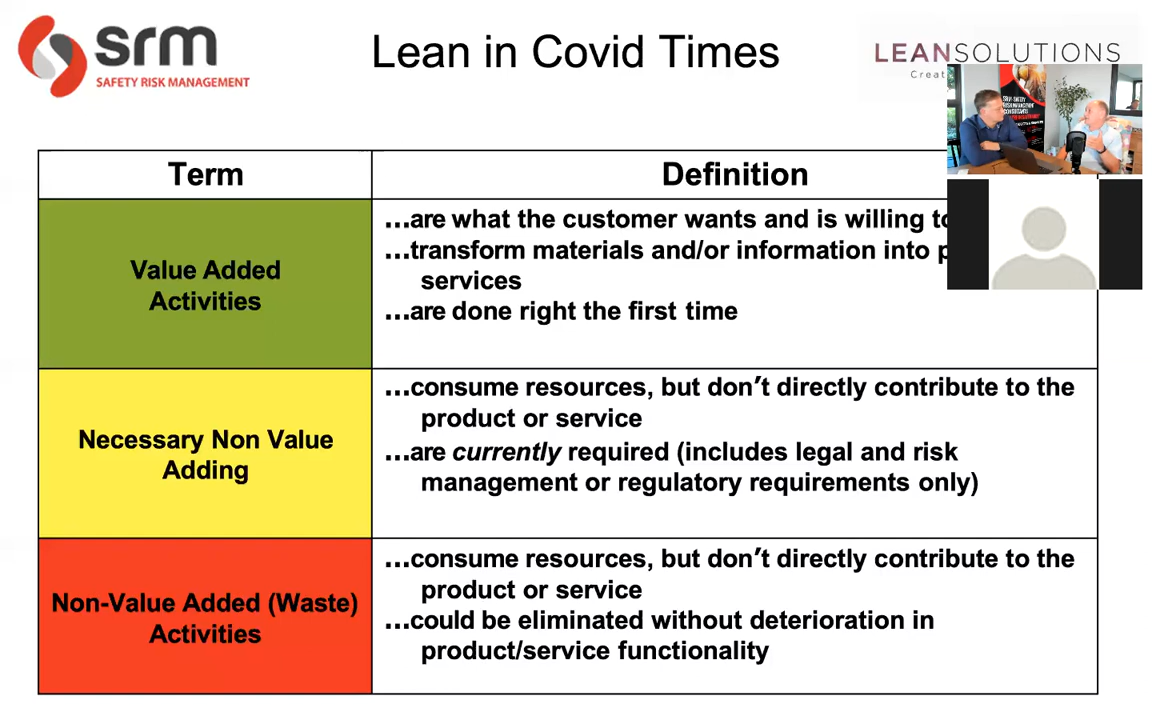 srm
SAFETY RISK MANAGEMENT
Lean in Covid Times
LEANSOLUTIONS
Creat
Term
Definition
Value Added
Activities
...are what the customer wants and is willing to
...transform materials and/or information into p
services
...are done right the first time
Necessary Non Value
Adding
...consume resources, but don’t directly contribute to the
product or service
...are currently required (includes legal and risk
management or regulatory requirements only)
Non-Value Added (Waste)
Activities
...consume resources, but don’t directly contribute to the
product or service
...could be eliminated without deterioration in
product/service functionality